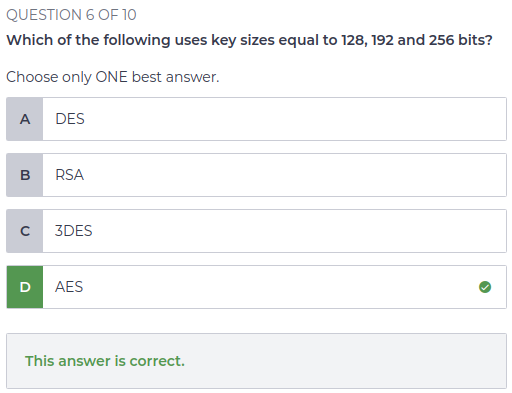 QUESTION 6 OF 10
Which of the following uses key sizes equal to 128, 192 and 256 bits?
Choose only ONE best answer.
A DES
B RSA
C 3DES
D AES
This answer is correct.